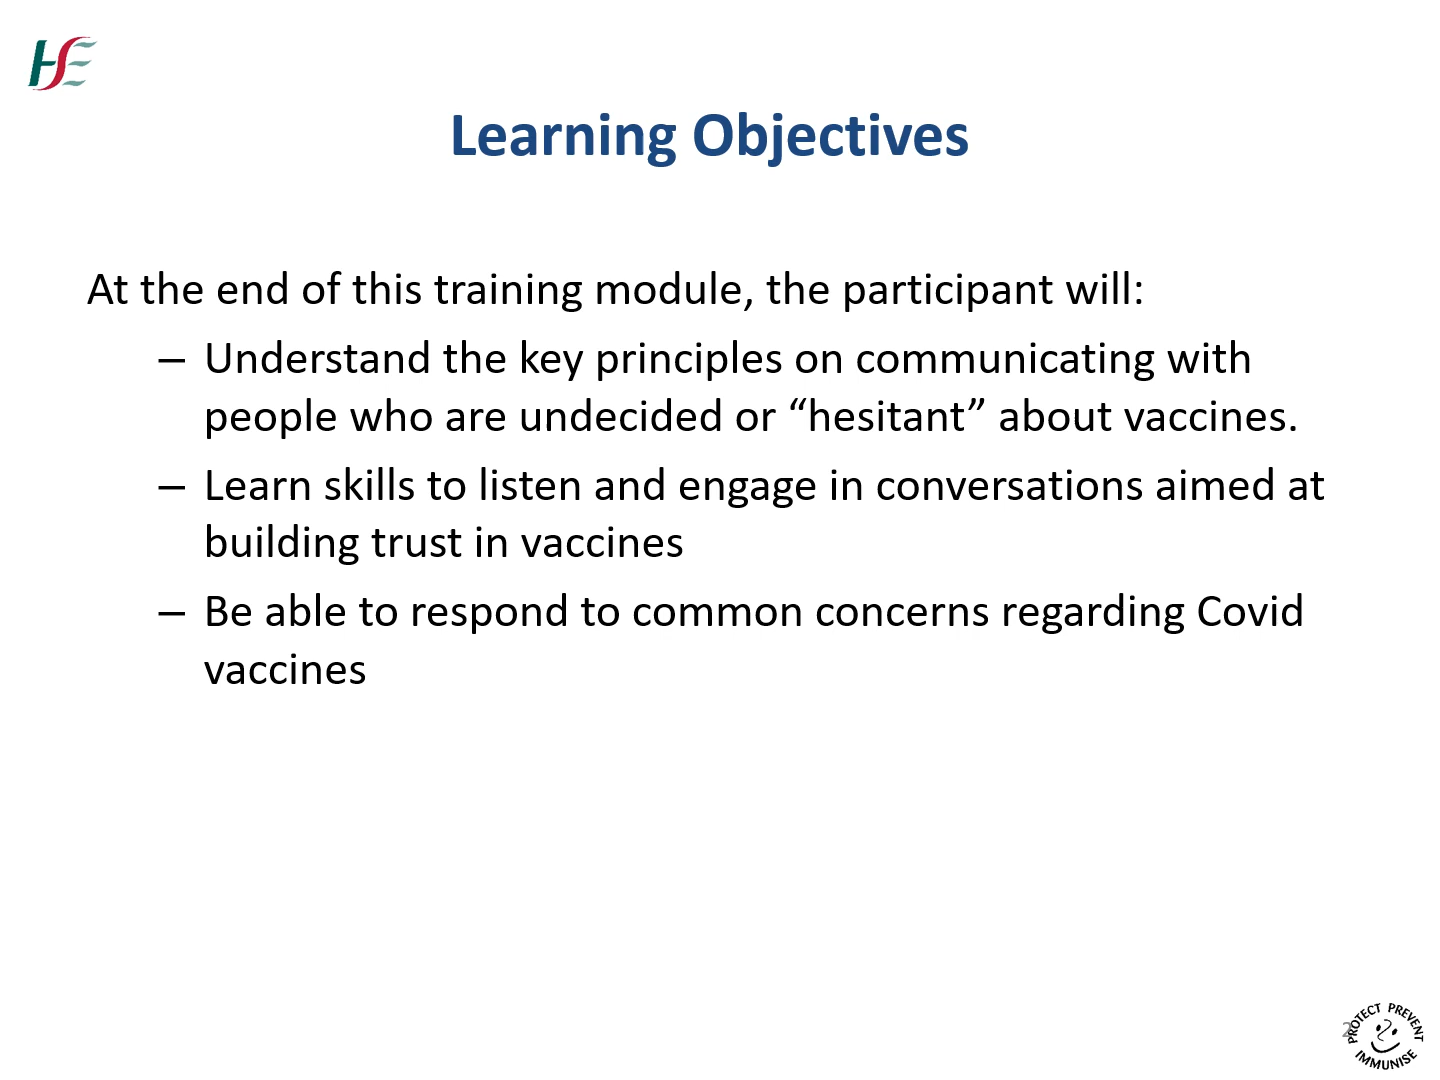 HSE
Learning Objectives
At the end of this training module, the participant will:
– Understand the key principles on communicating with
people who are undecided or “hesitant” about vaccines.
– Learn skills to listen and engage in conversations aimed at
building trust in vaccines
– Be able to respond to common concerns regarding Covid
vaccines
2
PROTECT PREVENT
IMMUNISE